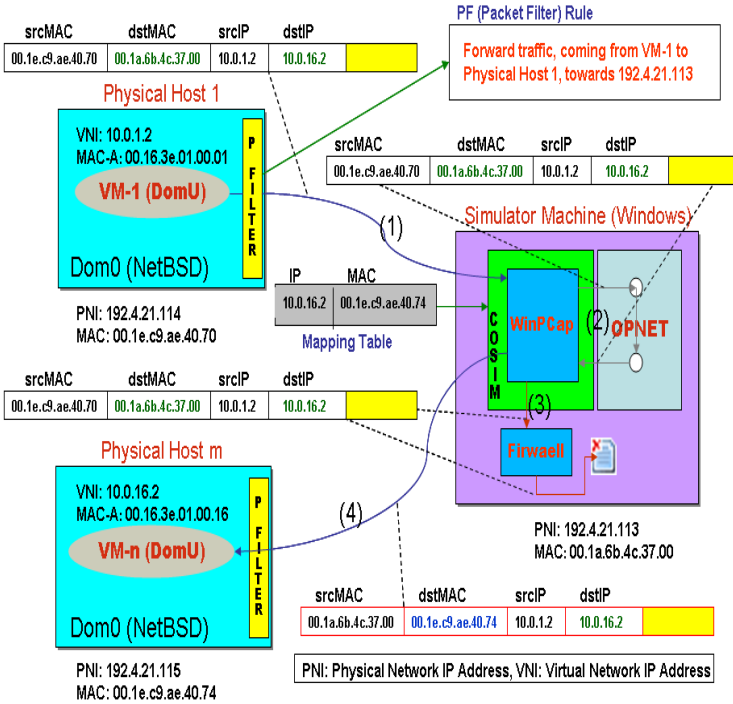 PF (Packet Filter) Rule
srcMAC dstMAC srcIP dstIP
00.1e.c9.ae.40.70 00.1a.6b.4c.37.00 10.0.1.2 10.0.16.2
Forward traffic, coming from VM-1 to
Physical Host 1, towards 192.4.21.113
Physical Host 1
VNI: 10.0.1.2
MAC-A: 00.16.3e.01.00.01
VM-1 (DomU)
P FILTER
Dom0 (NetBSD)
PNI: 192.4.21.114
MAC: 00.1e.c9.ae.40.70
srcMAC dstMAC srcIP dstIP
00.1e.c9.ae.40.70 00.1a.6b.4c.37.00 10.0.1.2 10.0.16.2
(1)
Simulator Machine (Windows)
IP MAC
10.0.16.2 00.1e.c9.ae.40.74
Mapping Table
COSIM
WinPCap
(2)
OPNET
(3)
Firwaell
PNI: 192.4.21.113
MAC: 00.1a.6b.4c.37.00
srcMAC dstMAC srcIP dstIP
00.1e.c9.ae.40.70 00.1a.6b.4c.37.00 10.0.1.2 10.0.16.2
Physical Host m
VNI: 10.0.16.2
MAC-A: 00.16.3e.01.00.16
VM-n (DomU)
P FILTER
Dom0 (NetBSD)
PNI: 192.4.21.115
MAC: 00.1e.c9.ae.40.74
(4)
srcMAC dstMAC srcIP dstIP
00.1a.6b.4c.37.00 00.1e.c9.ae.40.74 10.0.1.2 10.0.16.2
PNI: Physical Network IP Address, VNI: Virtual Network IP Address